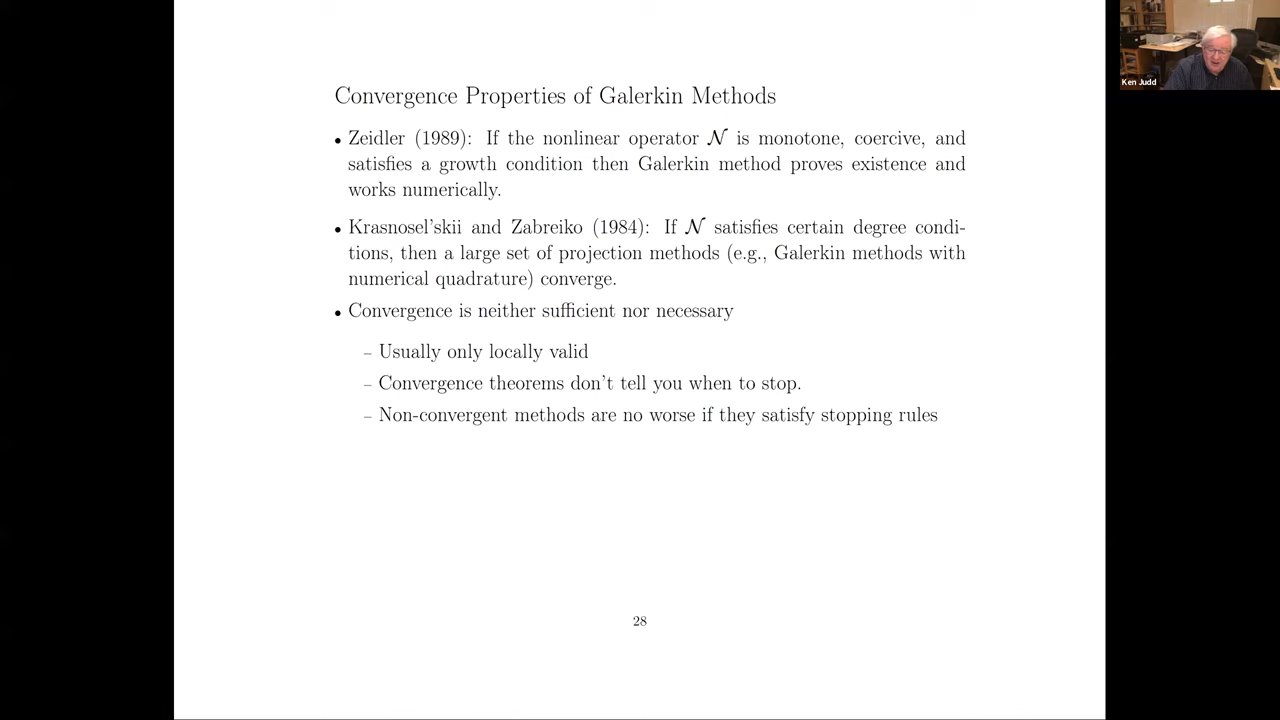 Convergence Properties of Galerkin Methods
• Zeidler (1989): If the nonlinear operator 𝒩 is monotone, coercive, and
satisfies a growth condition then Galerkin method proves existence and
works numerically.
• Krasnosel'skii and Zabreiko (1984): If 𝒩 satisfies certain degree condi-
tions, then a large set of projection methods (e.g., Galerkin methods with
numerical quadrature) converge.
• Convergence is neither sufficient nor necessary
– Usually only locally valid
– Convergence theorems don't tell you when to stop.
– Non-convergent methods are no worse if they satisfy stopping rules
28
Ken Judd